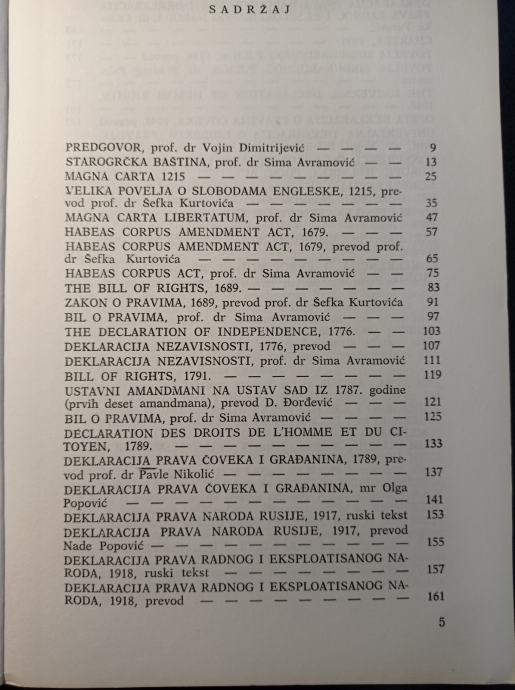 SADRŽAJ
PREDGOVOR, prof. dr Vojin Dimitrijević — — — — 9
STAROGRČKA BAŠTINA, prof. dr Sima Avramović — — 13
MAGNA CARTA 1215 — — — — — — — — 25
VELIKA POVELJA O SLOBODAMA ENGLESKE, 1215, pre-
vod prof. dr Šefka Kurtovića — — — — — — 35
MAGNA CARTA LIBERTATUM, prof. dr Sima Avramović 47
HABEAS CORPUS AMENDMENT ACT, 1679. — — — 57
HABEAS CORPUS AMENDMENT ACT, 1679, prevod prof.
dr Šefka Kurtovića — — — — — — — — 65
HABEAS CORPUS ACT, prof. dr Sima Avramović — — 75
THE BILL OF RIGHTS, 1689. — — — — — — 83
ZAKON O PRAVIMA, 1689, prevod prof. dr Šefka Kurtovića 91
BIL O PRAVIMA, prof. dr Sima Avramović — — — 97
THE DECLARATION OF INDEPENDENCE, 1776. — — 103
DEKLARACIJA NEZAVISNOSTI, 1776, prevod — — — 107
DEKLARACIJA NEZAVISNOSTI, prof. dr Sima Avramović 111
BILL OF RIGHTS, 1791. — — — — — — — 119
USTAVNI AMANDMANI NA USTAV SAD IZ 1787. godine
(prvih deset amandmana), prevod D. Đorđević — — — 121
BIL O PRAVIMA, prof. dr Sima Avramović — — — — 125
DÉCLARATION DES DROITS DE L'HOMME ET DU CI-
TOYEN, 1789. — — — — — — — — — 133
DEKLARACIJA PRAVA ČOVEKA I GRAĐANINA, 1789, pre-
vod prof. dr Pavle Nikolić — — — — — — — 137
DEKLARACIJA PRAVA ČOVEKA I GRAĐANINA, mr Olga
Popović — — — — — — — — — — 141
DEKLARACIJA PRAVA NARODA RUSIJE, 1917, ruski tekst 153
DEKLARACIJA PRAVA NARODA RUSIJE, 1917, prevod
Nade Popović — — — — — — — — — 155
DEKLARACIJA PRAVA RADNOG I EKSPLOATISANOG NA-
RODA, 1918, ruski tekst — — — — — — — 157
DEKLARACIJA PRAVA RADNOG I EKSPLOATISANOG NA-
RODA, 1918, prevod — — — — — — — — 161
5